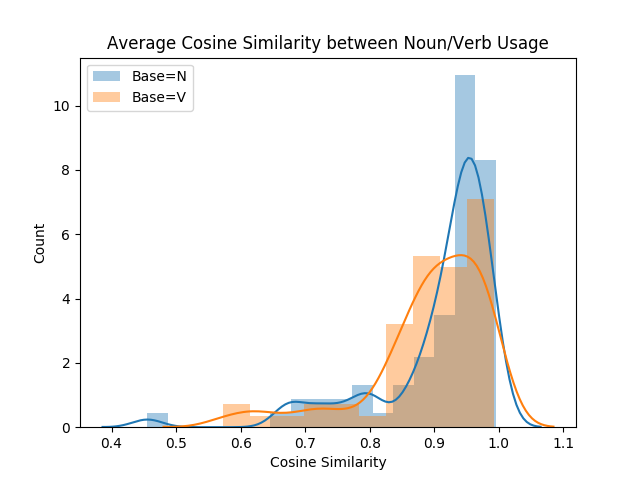 Average Cosine Similarity between Noun/Verb Usage
Base=N
Base=V
Count
10
8
6
4
2
0
0.4 0.5 0.6 0.7 0.8 0.9 1.0 1.1
Cosine Similarity